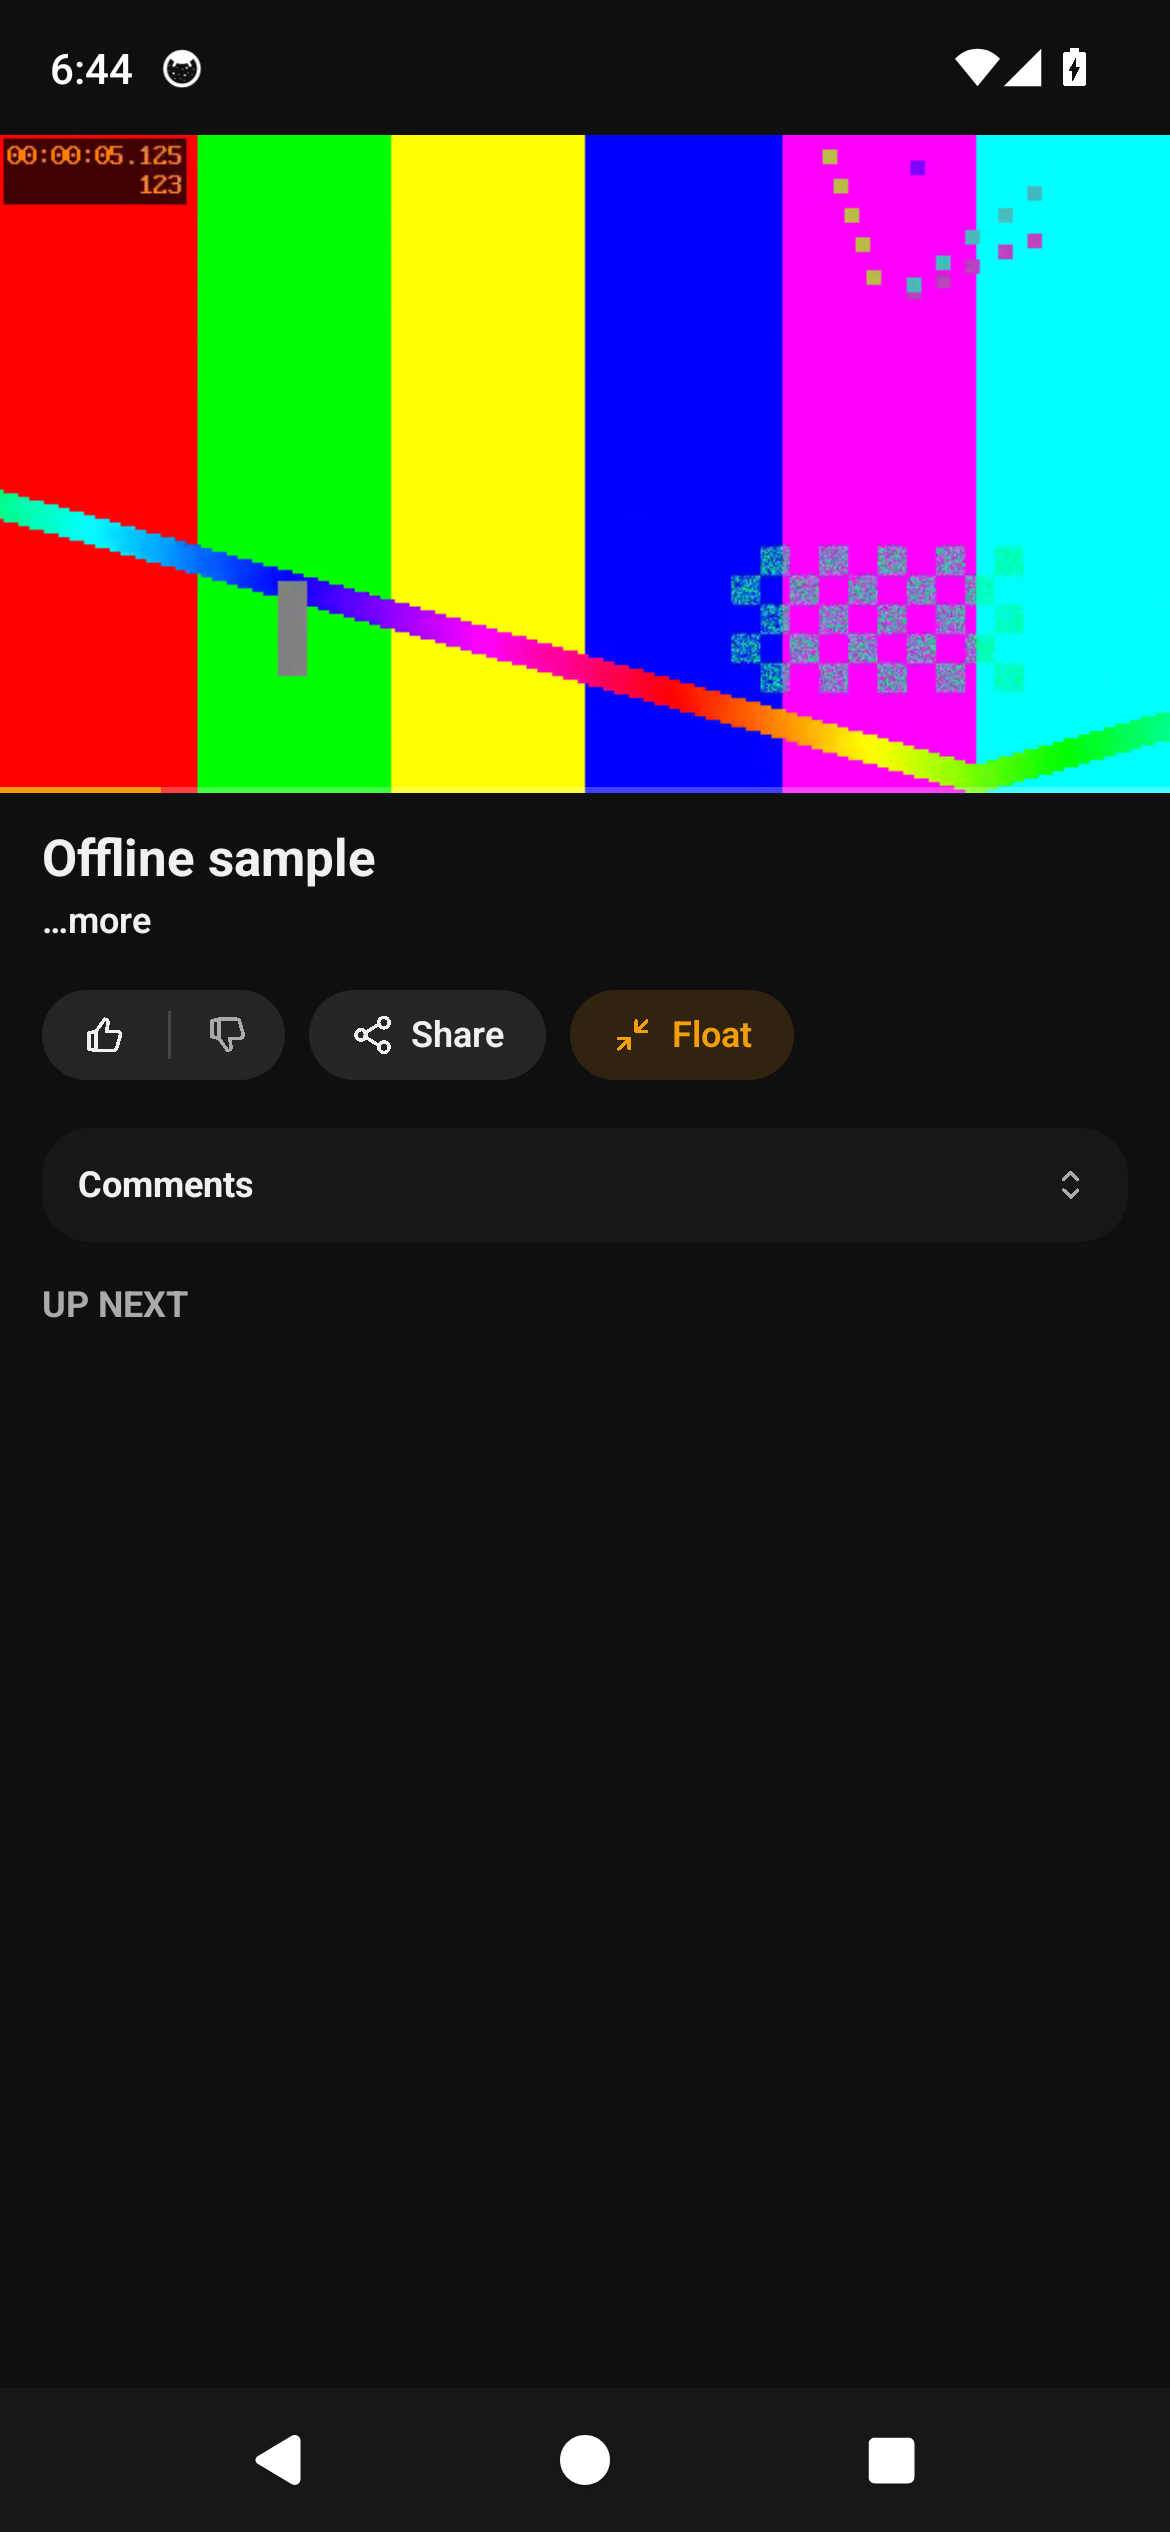 6:44
00:00:05.125
123
Offline sample
...more
Share
Float
Comments
UP NEXT